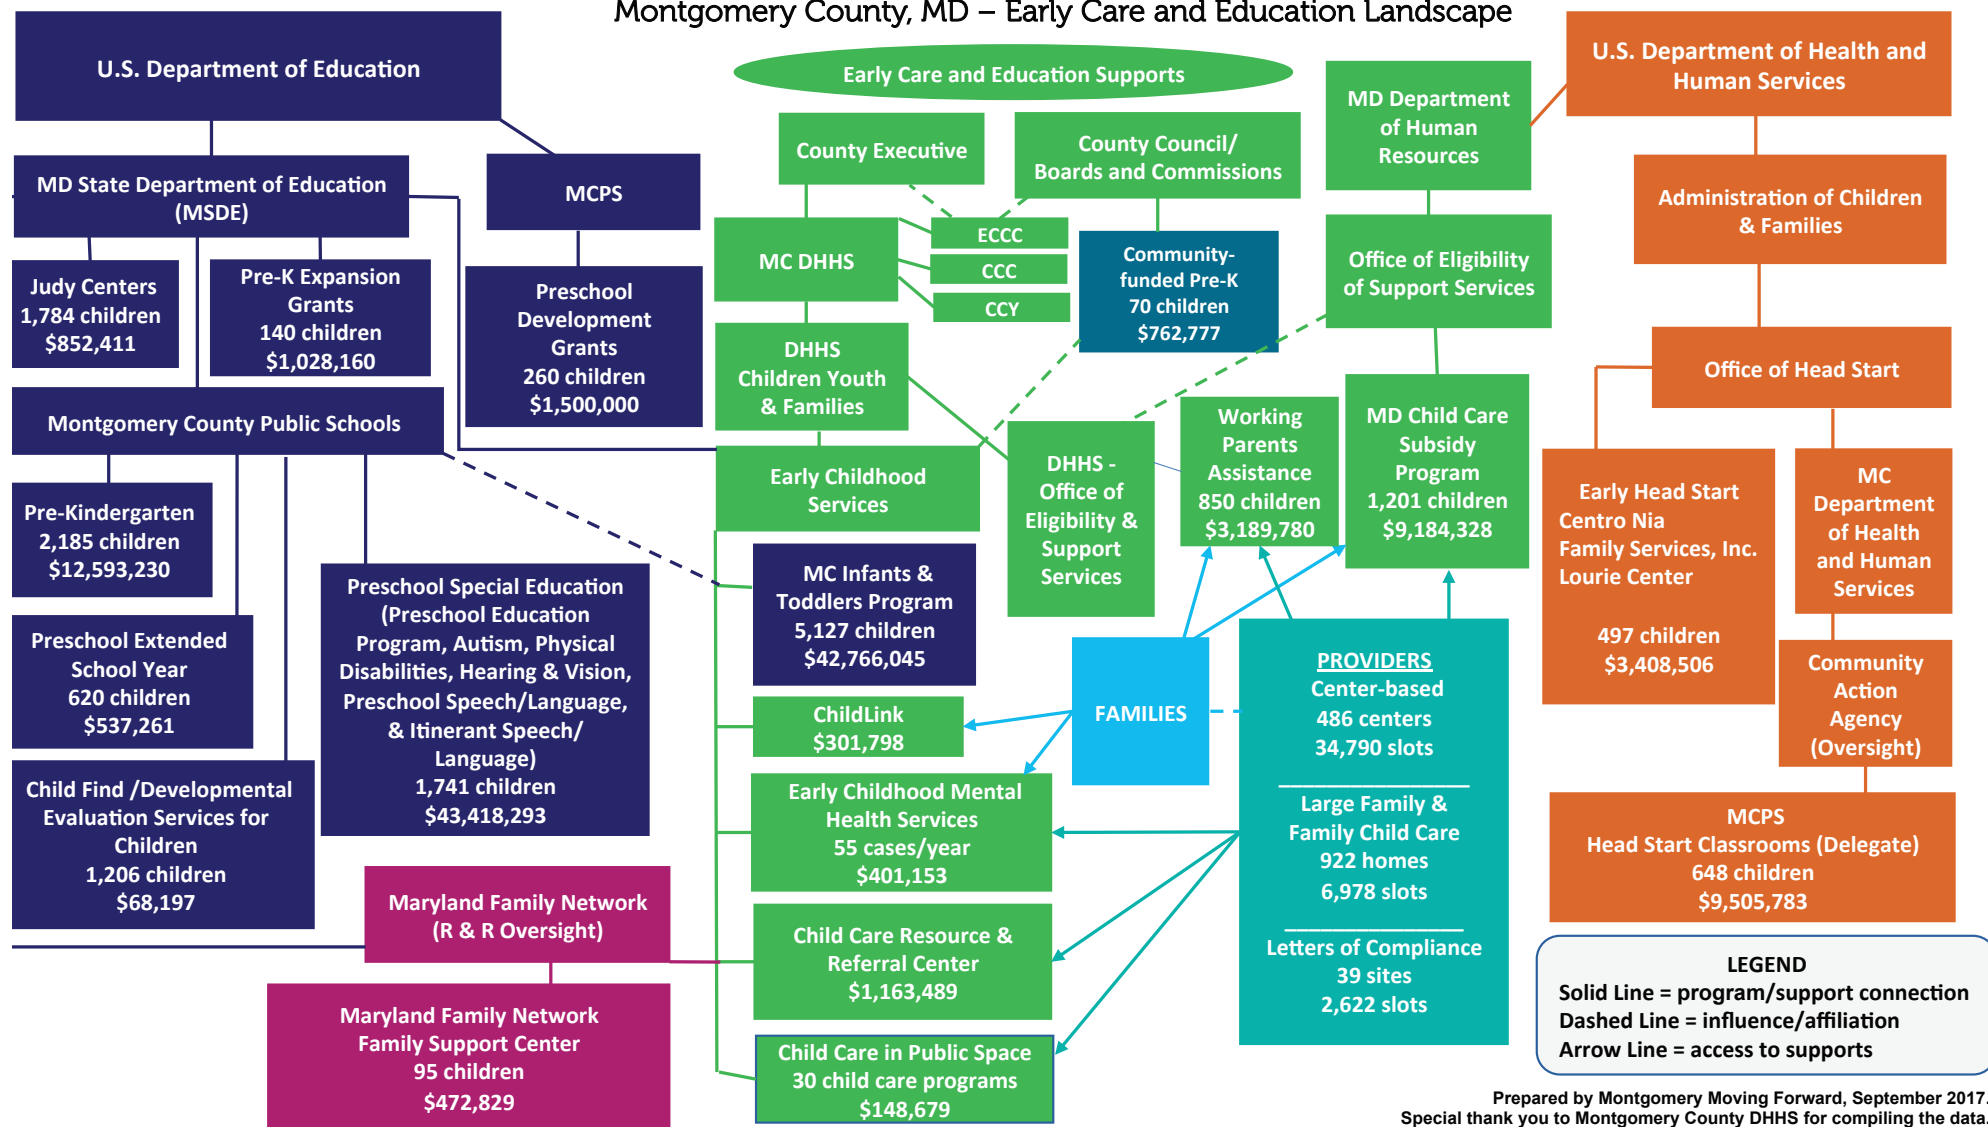 Montgomery County, MD – Early Care and Education Landscape
U.S. Department of Education
MD State Department of Education
(MSDE)
MCPS
Judy Centers
1,784 children
$852,411
Pre-K Expansion
Grants
140 children
$1,028,160
Preschool
Development
Grants
260 children
$1,500,000
Montgomery County Public Schools
Pre-Kindergarten
2,185 children
$12,593,230
Preschool Extended
School Year
620 children
$537,261
Child Find /Developmental
Evaluation Services for
Children
1,206 children
$68,197
Preschool Special Education
(Preschool Education
Program, Autism, Physical
Disabilities, Hearing & Vision,
Preschool Speech/Language,
& Itinerant Speech/
Language)
1,741 children
$43,418,293
Maryland Family Network
(R & R Oversight)
Maryland Family Network
Family Support Center
95 children
$472,829
Early Care and Education Supports
County Executive
County Council/
Boards and Commissions
MC DHHS
ECCC
CCC
CCY
Community-
funded Pre-K
70 children
$762,777
DHHS
Children Youth
& Families
Early Childhood
Services
DHHS -
Office of
Eligibility &
Support
Services
Working
Parents
Assistance
850 children
$3,189,780
MC Infants &
Toddlers Program
5,127 children
$42,766,045
ChildLink
$301,798
Early Childhood Mental
Health Services
55 cases/year
$401,153
Child Care Resource &
Referral Center
$1,163,489
Child Care in Public Space
30 child care programs
$148,679
FAMILIES
PROVIDERS
Center-based
486 centers
34,790 slots
Large Family &
Family Child Care
922 homes
6,978 slots
Letters of Compliance
39 sites
2,622 slots
MD Department
of Human
Resources
Office of Eligibility
of Support Services
MD Child Care
Subsidy
Program
1,201 children
$9,184,328
U.S. Department of Health and
Human Services
Administration of Children
& Families
Office of Head Start
Early Head Start
Centro Nia
Family Services, Inc.
Lourie Center
497 children
$3,408,506
MC
Department
of Health
and Human
Services
Community
Action
Agency
(Oversight)
MCPS
Head Start Classrooms (Delegate)
648 children
$9,505,783
LEGEND
Solid Line = program/support connection
Dashed Line = influence/affiliation
Arrow Line = access to supports
Prepared by Montgomery Moving Forward, September 2017.
Special thank you to Montgomery County DHHS for compiling the data.